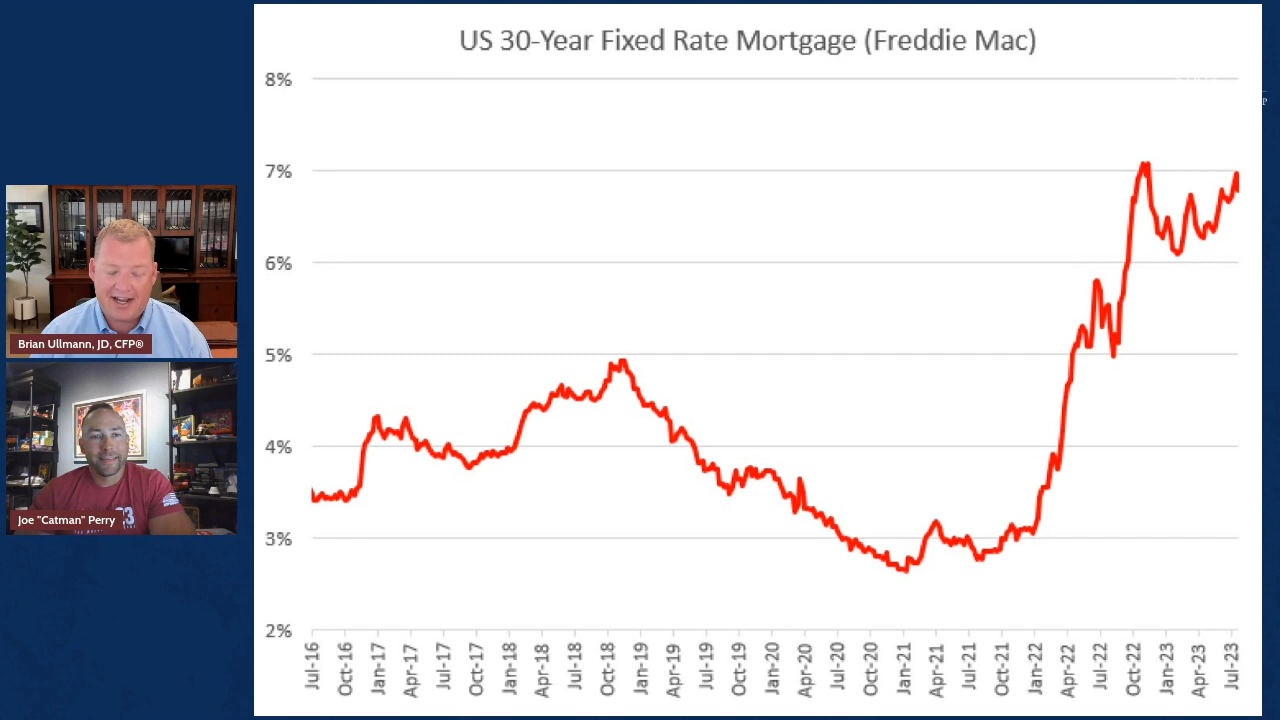 US 30-Year Fixed Rate Mortgage (Freddie Mac)
8%
7%
6%
5%
4%
3%
2%
Jul-16
Oct-16
Jan-17
Apr-17
Jul-17
Oct-17
Jan-18
Apr-18
Jul-18
Oct-18
Jan-19
Apr-19
Jul-19
Oct-19
Jan-20
Apr-20
Jul-20
Oct-20
Jan-21
Apr-21
Jul-21
Oct-21
Jan-22
Apr-22
Jul-22
Oct-22
Jan-23
Apr-23
Jul-23
Brian Ullmann, JD, CFP®
Joe "Catman" Perry
23
P